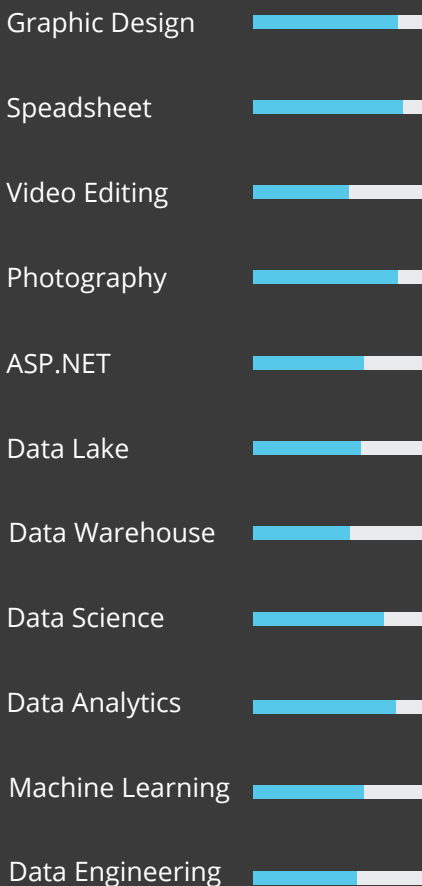 Graphic Design
Speadsheet
Video Editing
Photography
ASP.NET
Data Lake
Data Warehouse
Data Science
Data Analytics
Machine Learning
Data Engineering